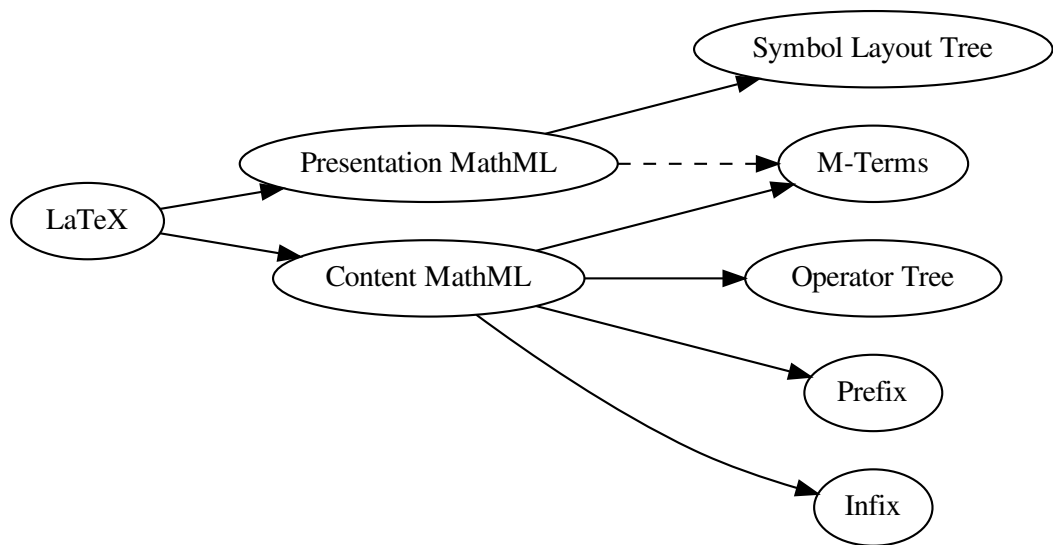 Symbol Layout Tree
Presentation MathML
M-Terms
LaTeX
Content MathML
Operator Tree
Prefix
Infix